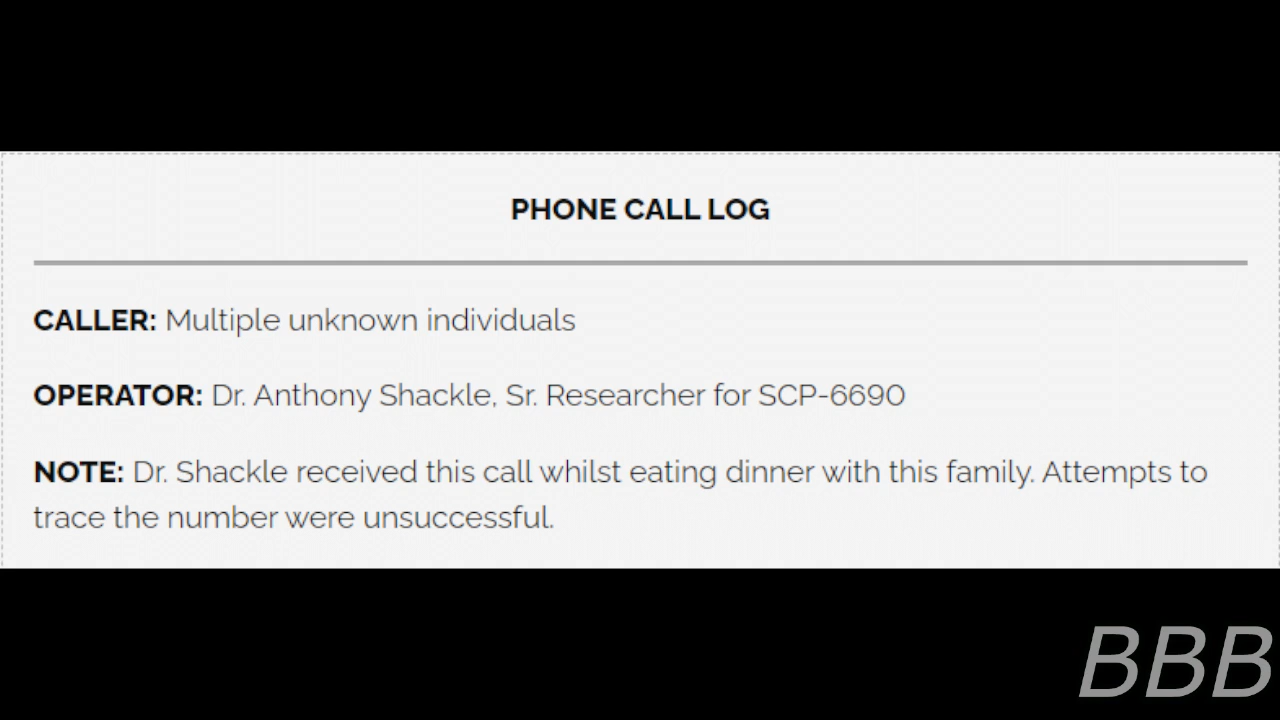 PHONE CALL LOG
CALLER: Multiple unknown individuals
OPERATOR: Dr. Anthony Shackle, Sr. Researcher for SCP-6690
NOTE: Dr. Shackle received this call whilst eating dinner with this family. Attempts to
trace the number were unsuccessful.
BBB